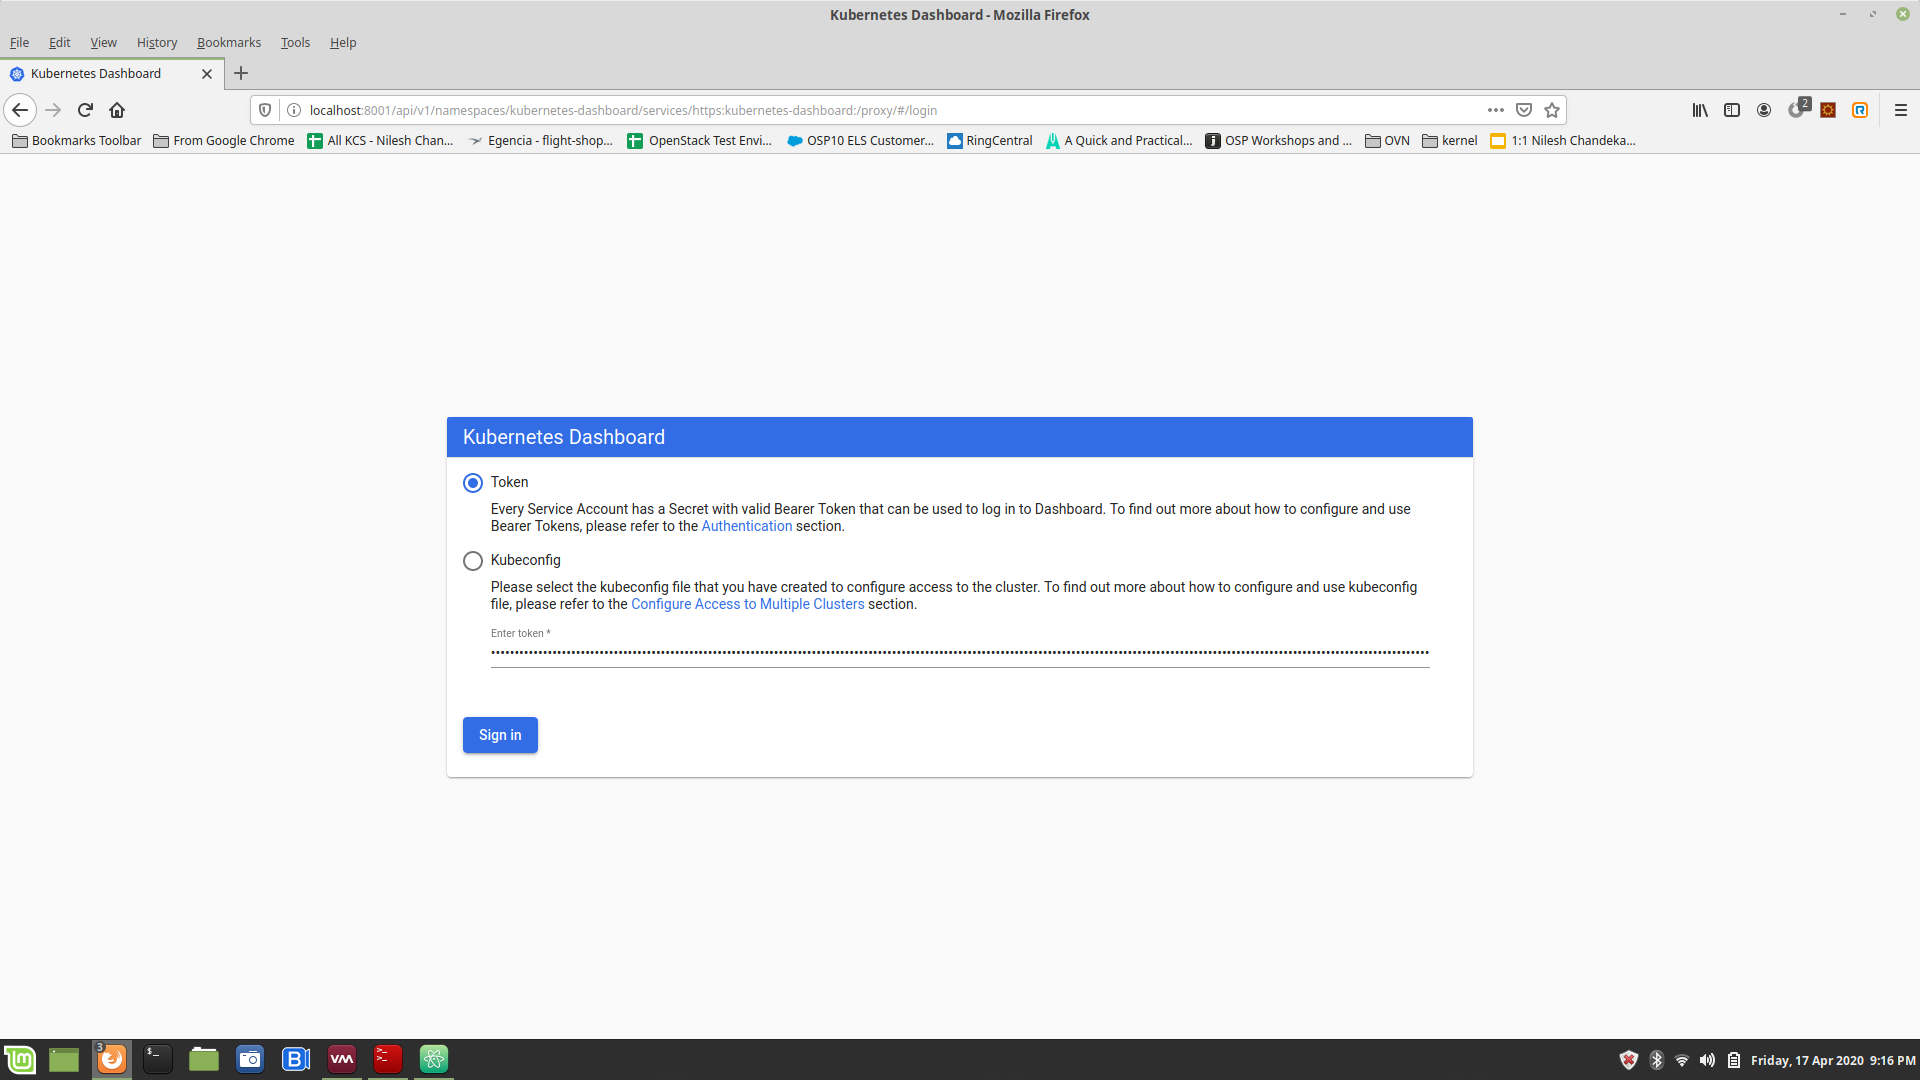 Kubernetes Dashboard - Mozilla Firefox
File Edit View History Bookmarks Tools Help
Kubernetes Dashboard
localhost:8001/api/v1/namespaces/kubernetes-dashboard/services/https:kubernetes-dashboard:/proxy/#/login
2
Bookmarks Toolbar From Google Chrome All KCS - Nilesh Chan... Egencia - flight-shop... OpenStack Test Envi... OSP10 ELS Customer... RingCentral A Quick and Practical... OSP Workshops and ... OVN kernel 1:1 Nilesh Chandeka...
Kubernetes Dashboard
Token
Every Service Account has a Secret with valid Bearer Token that can be used to log in to Dashboard. To find out more about how to configure and use
Bearer Tokens, please refer to the Authentication section.
Kubeconfig
Please select the kubeconfig file that you have created to configure access to the cluster. To find out more about how to configure and use kubeconfig
file, please refer to the Configure Access to Multiple Clusters section.
Enter token *
Sign in
3
Friday, 17 Apr 2020 9:16 PM